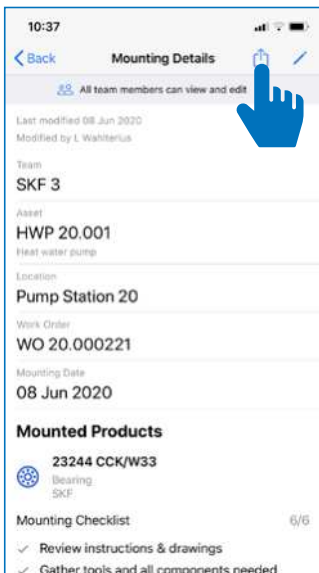 10:37
Back Mounting Details
All team members can view and edit
Last modified 08 Jun 2020
Modified by L Wahlterius
Team
SKF 3
Asset
HWP 20.001
Heat water pump
Location
Pump Station 20
Work Order
WO 20.000221
Mounting Date
08 Jun 2020
Mounted Products
23244 CCK/W33
Bearing
SKF
Mounting Checklist 6/6
Review instructions & drawings
Gather tools and all components needed